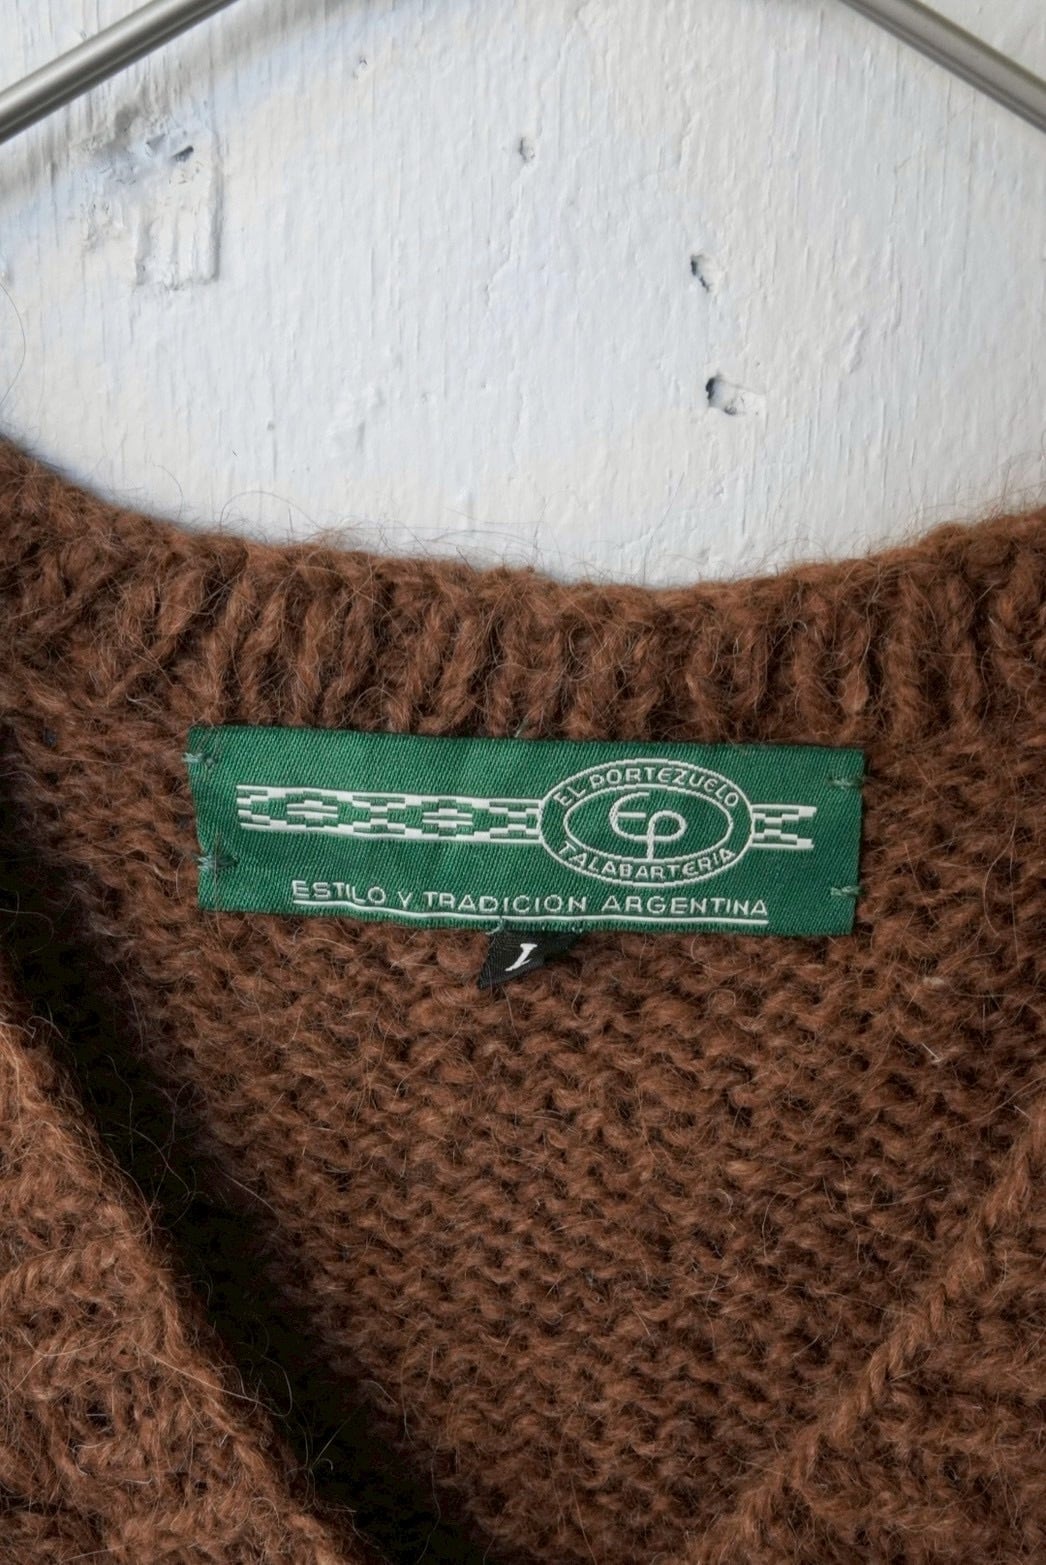 EL PORTEZUELO
EP
TALABARTERIA
ESTILO Y TRADICION ARGENTINA